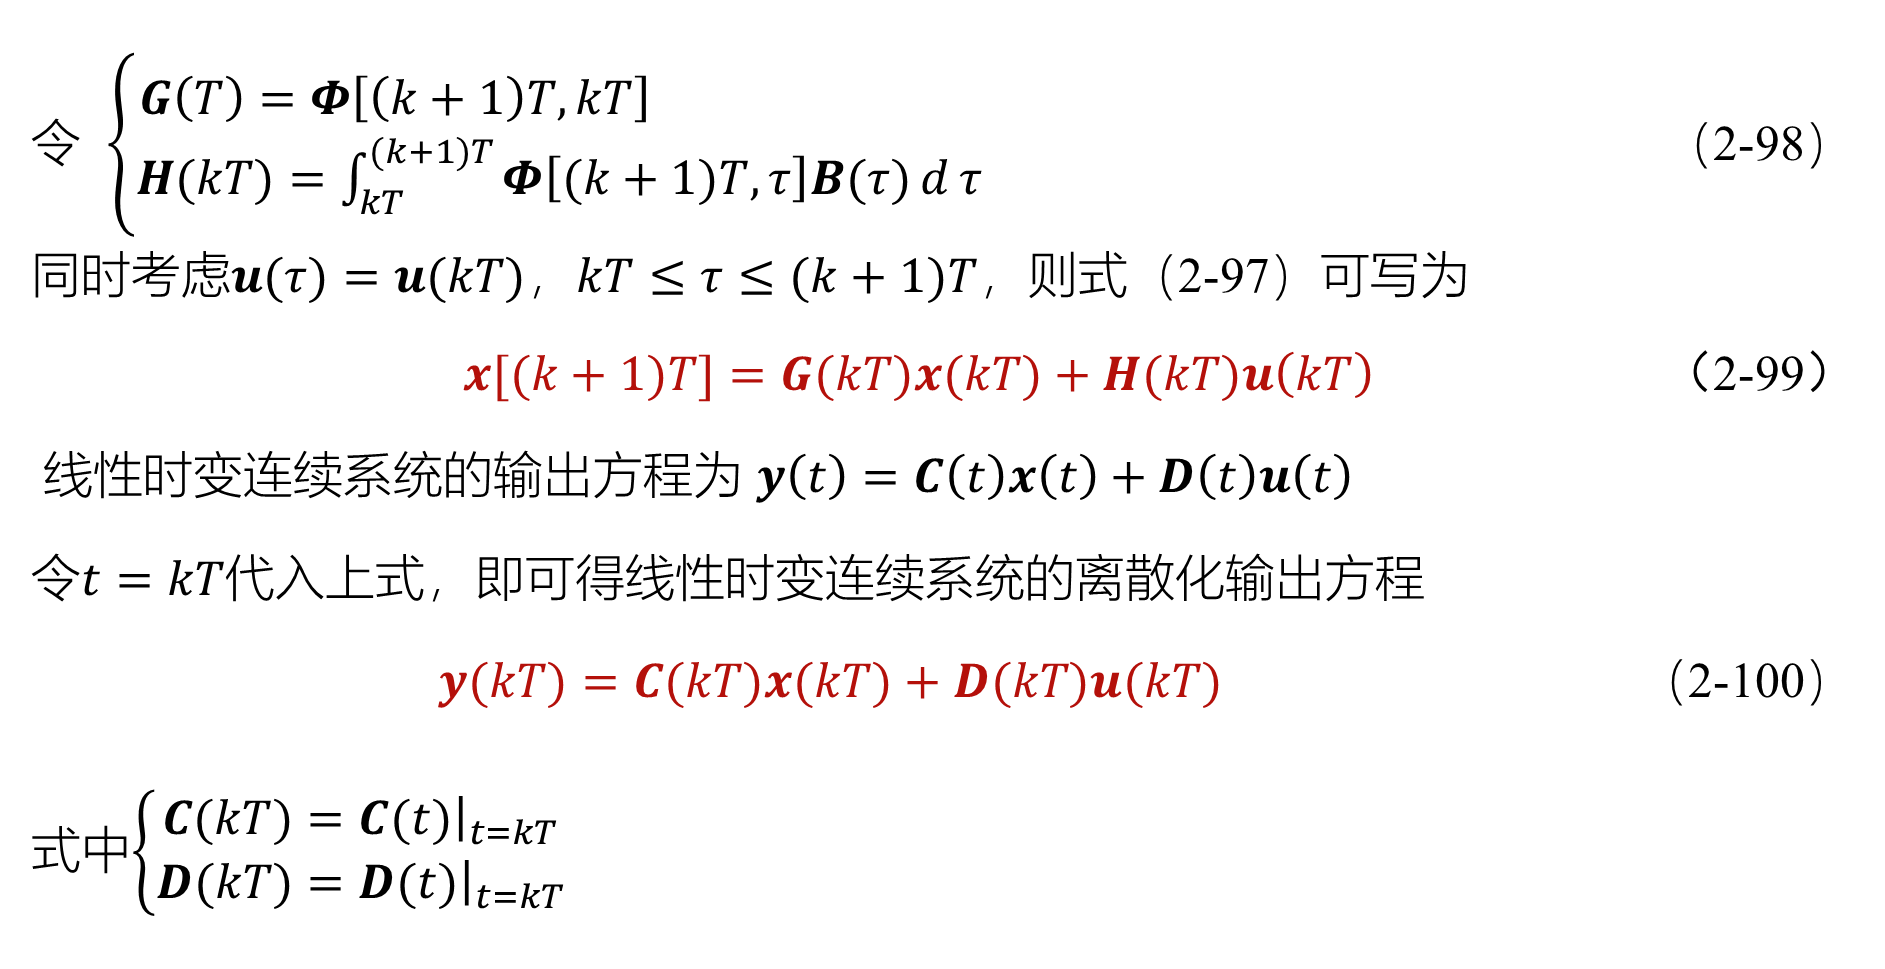 令 { 𝑮(T) = 𝜱[(k + 1)T, kT]
𝑯(kT) = ∫_{kT}^{(k+1)T} 𝜱[(k + 1)T, τ]𝑩(τ) d τ （2-98）
同时考虑𝒖(τ) = 𝒖(kT)，kT ≤ τ ≤ (k + 1)T，则式（2-97）可写为
𝒙[(k + 1)T] = 𝑮(kT)𝒙(kT) + 𝑯(kT)𝒖(kT) （2-99）
线性时变连续系统的输出方程为 𝒚(t) = 𝑪(t)𝒙(t) + 𝑫(t)𝒖(t)
令t = kT代入上式，即可得线性时变连续系统的离散化输出方程
𝒚(kT) = 𝑪(kT)𝒙(kT) + 𝑫(kT)𝒖(kT) （2-100）
式中 { 𝑪(kT) = 𝑪(t)|_{t=kT}
𝑫(kT) = 𝑫(t)|_{t=kT}